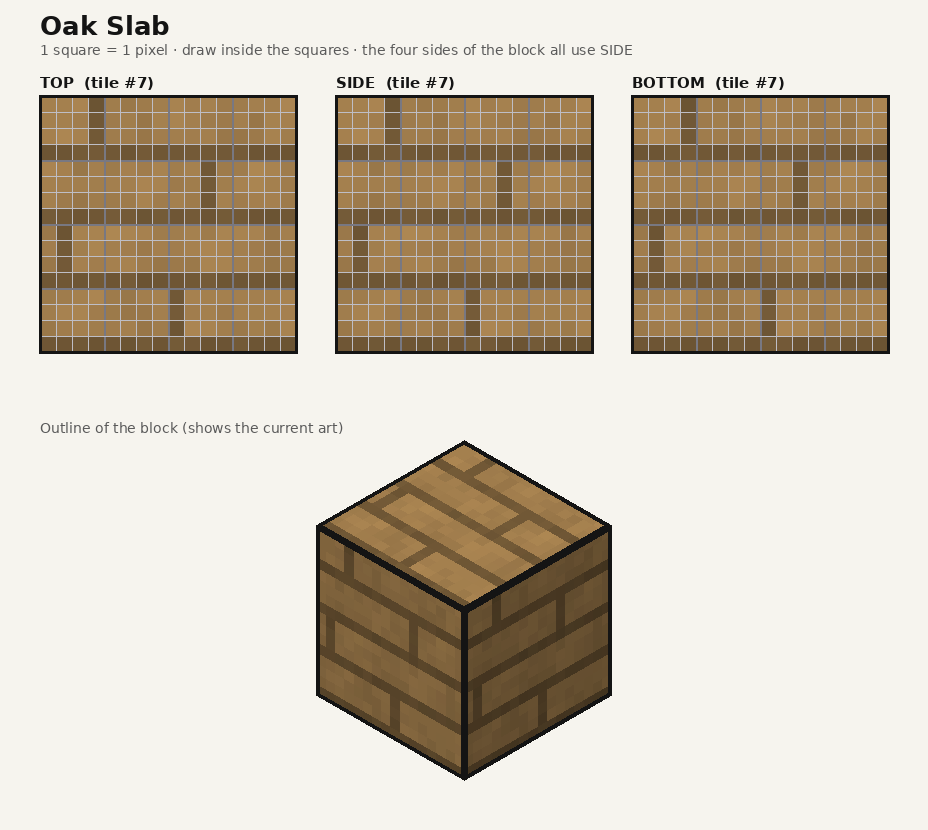 Oak Slab
1 square = 1 pixel · draw inside the squares · the four sides of the block all use SIDE
TOP (tile #7)
SIDE (tile #7)
BOTTOM (tile #7)
Outline of the block (shows the current art)